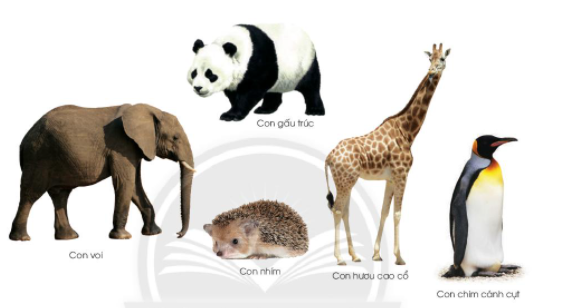 Con gấu trúc
Con voi
Con nhím
Con hươu cao cổ
Con chim cánh cụt